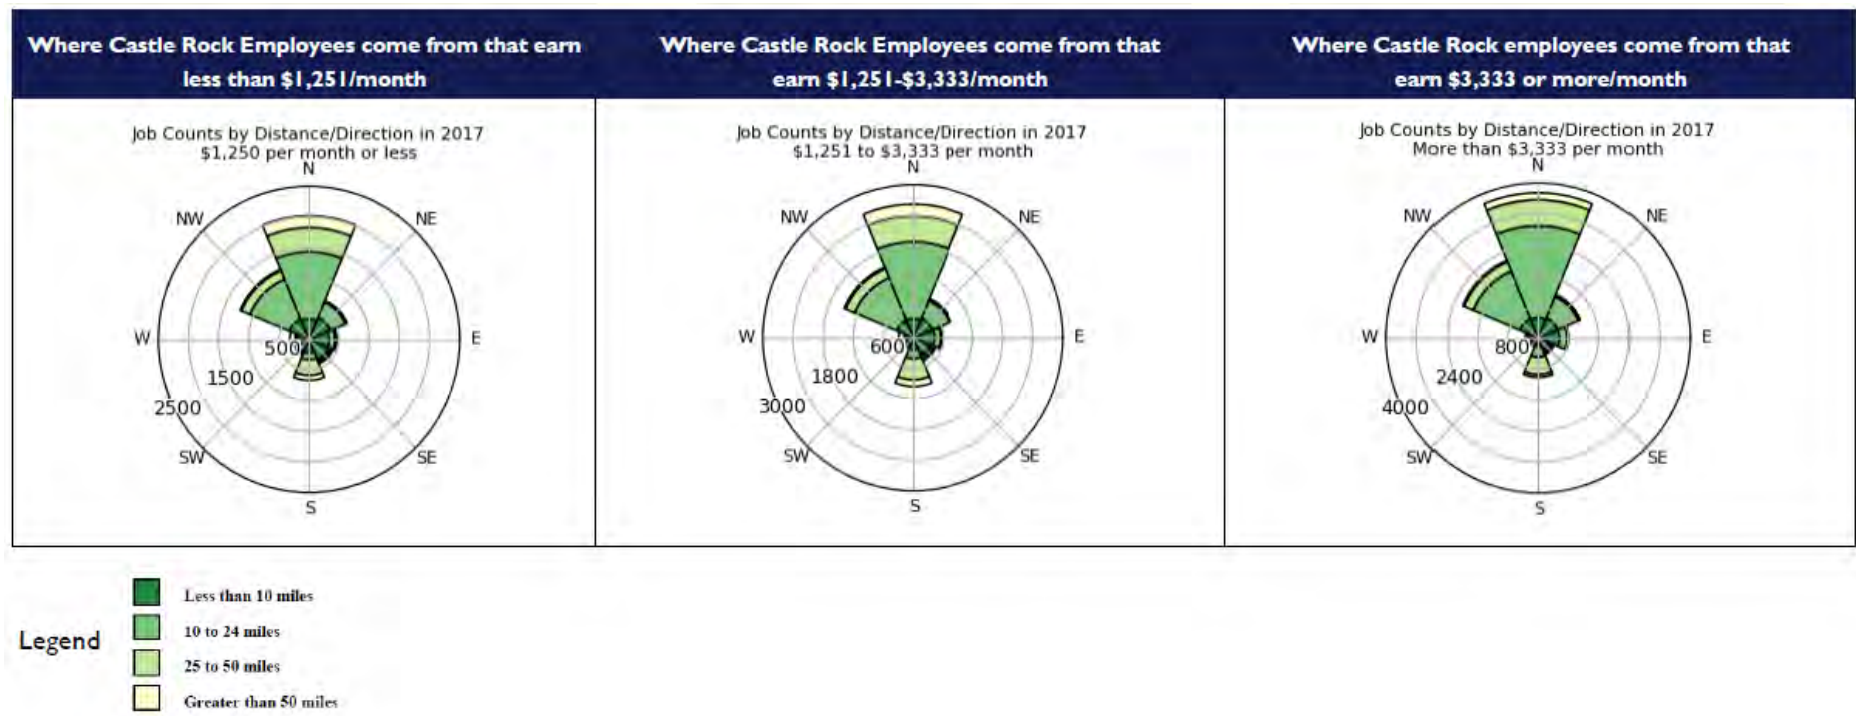 Where Castle Rock Employees come from that earn
less than $1,251/month
Where Castle Rock Employees come from that
earn $1,251-$3,333/month
Where Castle Rock employees come from that
earn $3,333 or more/month
Job Counts by Distance/Direction in 2017
$1,250 per month or less
N
NW
NE
W
E
500
1500
2500
SW
SE
S
Job Counts by Distance/Direction in 2017
$1,251 to $3,333 per month
N
NW
NE
W
E
600
1800
3000
SW
SE
S
Job Counts by Distance/Direction in 2017
More than $3,333 per month
N
NW
NE
W
E
800
2400
4000
SW
SE
S
Legend
Less than 10 miles
10 to 24 miles
25 to 50 miles
Greater than 50 miles